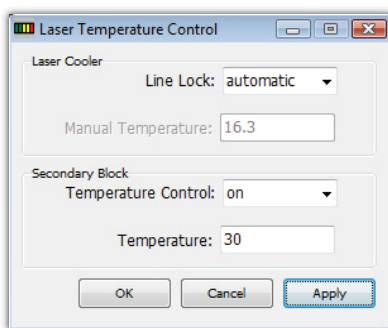 Laser Temperature Control
Laser Cooler
Line Lock: automatic
Manual Temperature: 16.3
Secondary Block
Temperature Control: on
Temperature: 30
OK Cancel Apply